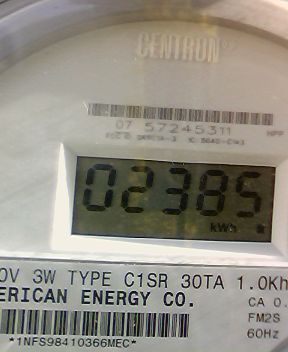 CENTRON®
07 57245311
02385
kWh
0V 3W TYPE C1SR 30TA 1.0Kh
ERICAN ENERGY CO.
CA 0.
FM2S
60Hz
*1NFS98410366MEC*